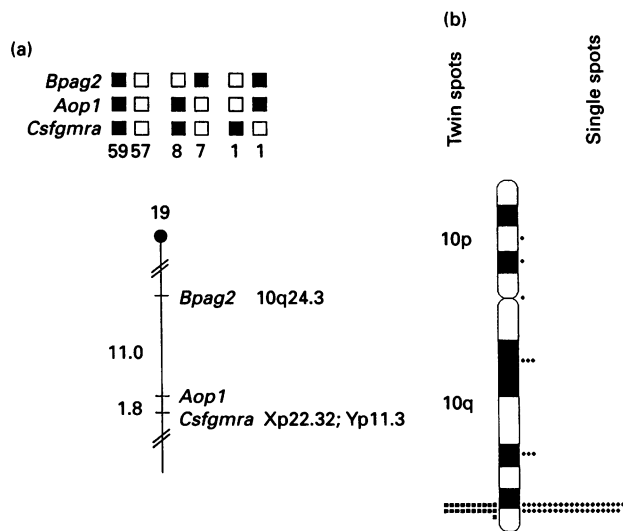 (a)
Bpag2
Aop1
Csfgmra
59 57 8 7 1 1
19
Bpag2 10q24.3
11.0
Aop1
1.8
Csfgmra Xp22.32; Yp11.3
(b)
Twin spots
Single spots
10p
10q